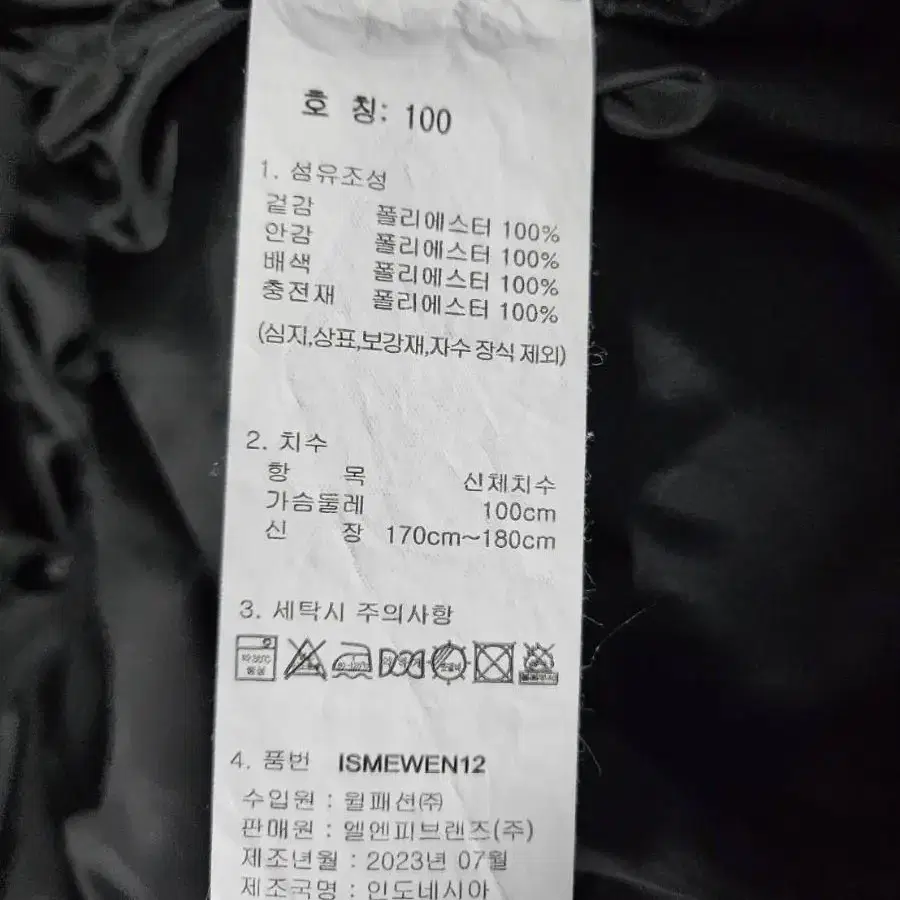 호 칭: 100
1. 섬유조성
겉감 폴리에스터 100%
안감 폴리에스터 100%
배색 폴리에스터 100%
충전재 폴리에스터 100%
(심지,상표,보강재,자수 장식 제외)
2. 치수
항 목 신체치수
가슴둘레 100cm
신 장 170cm~180cm
3. 세탁시 주의사항
4. 품번 ISMEWEN12
수입원 : 월패션㈜
판매원 : 엘엔피브랜즈(주)
제조년월 : 2023년 07월
제조국명 : 인도네시아